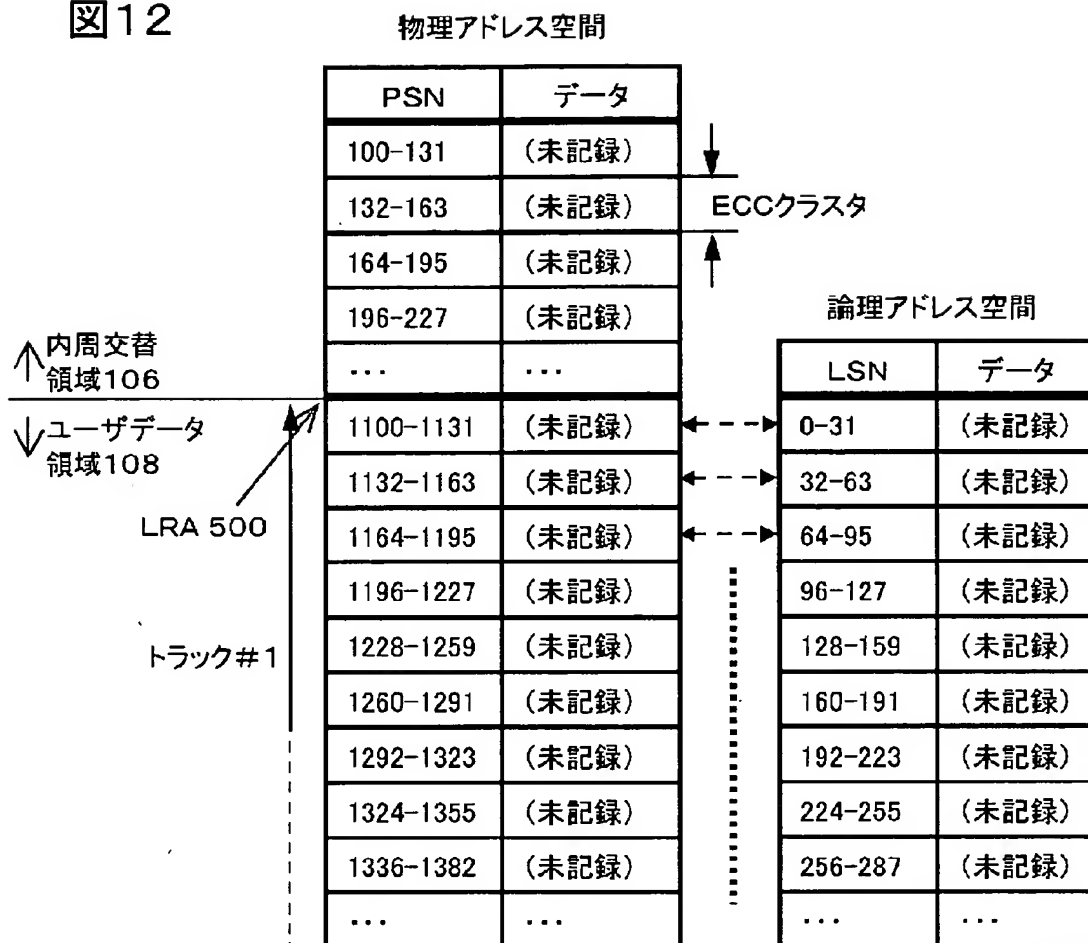 図12
物理アドレス空間
PSN データ
100-131 (未記録)
132-163 (未記録)
164-195 (未記録)
196-227 (未記録)
... ...
1100-1131 (未記録)
1132-1163 (未記録)
1164-1195 (未記録)
1196-1227 (未記録)
1228-1259 (未記録)
1260-1291 (未記録)
1292-1323 (未記録)
1324-1355 (未記録)
1336-1382 (未記録)
... ...
ECCクラスタ
内周交替
領域106
ユーザデータ
領域108
LRA 500
トラック#1
論理アドレス空間
LSN データ
0-31 (未記録)
32-63 (未記録)
64-95 (未記録)
96-127 (未記録)
128-159 (未記録)
160-191 (未記録)
192-223 (未記録)
224-255 (未記録)
256-287 (未記録)
... ...